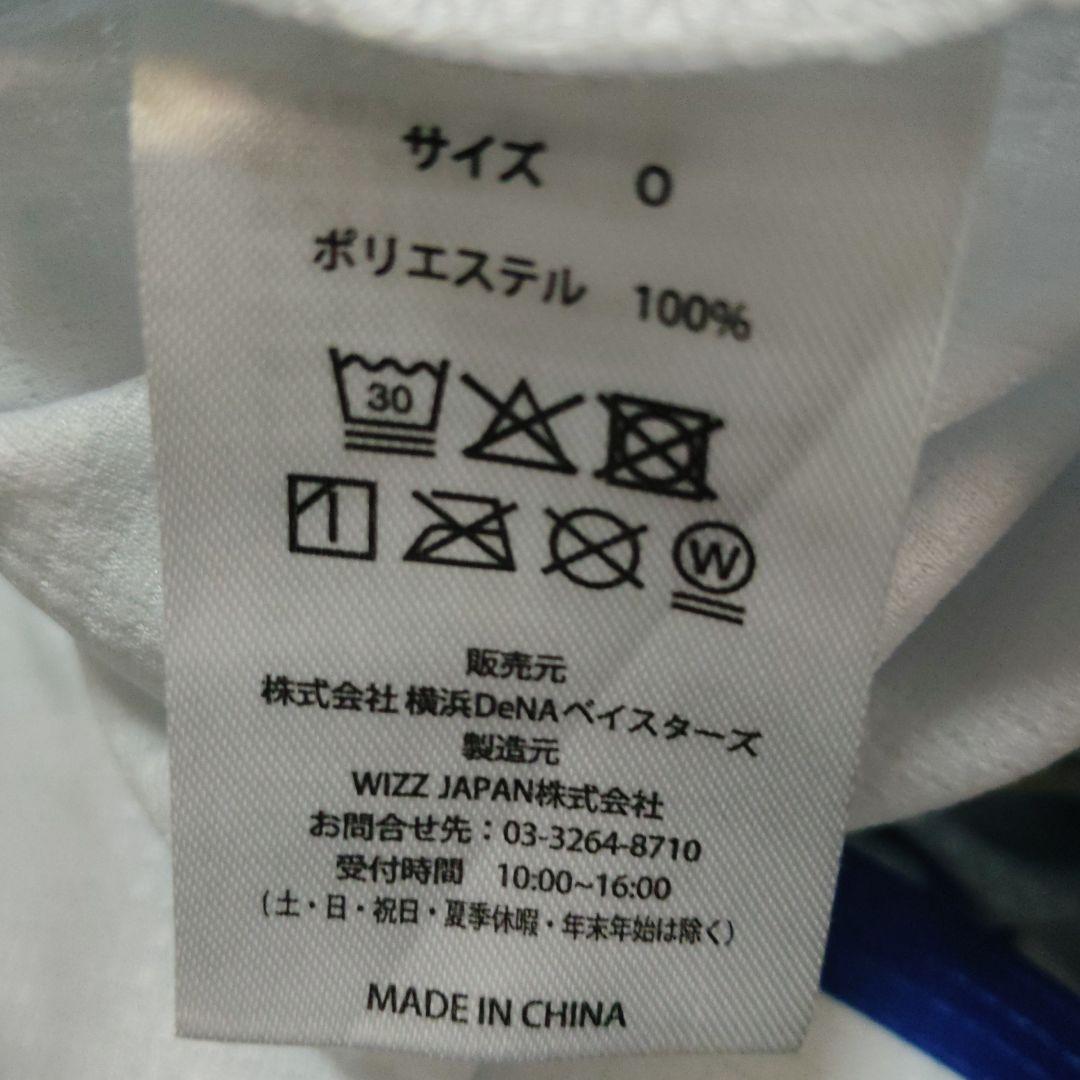 サイズ O
ポリエステル 100%
30
W
販売元
株式会社 横浜DeNAベイスターズ
製造元
WIZZ JAPAN株式会社
お問合せ先：03-3264-8710
受付時間 10:00~16:00
(土・日・祝日・夏季休暇・年末年始は除く)
MADE IN CHINA